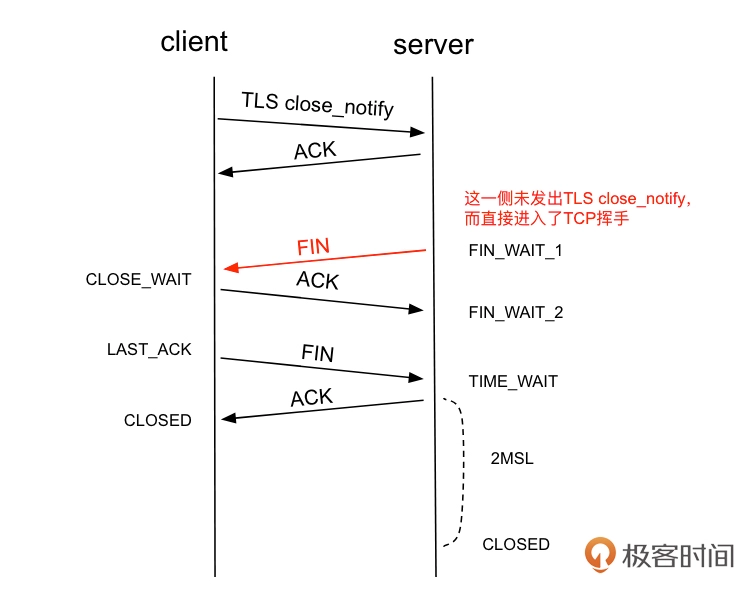 client
server
TLS close_notify
ACK
这一侧未发出TLS close_notify，
而直接进入了TCP挥手
FIN
FIN_WAIT_1
CLOSE_WAIT
ACK
FIN_WAIT_2
LAST_ACK
FIN
TIME_WAIT
ACK
CLOSED
2MSL
CLOSED
极客时间